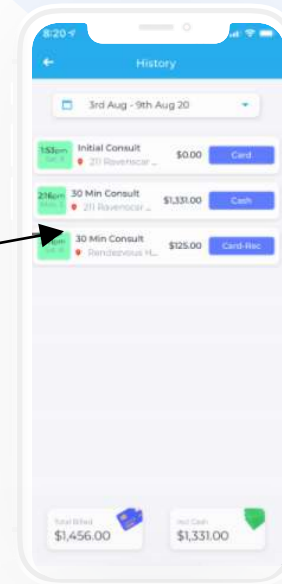 8:20
History
3rd Aug - 9th Aug 20
1:53pm Initial Consult
211 Ravenscar ... $0.00 Card
2:16pm 30 Min Consult
211 Ravenscar ... $1,331.00 Cash
30 Min Consult
Rendezvous H... $125.00 Card-Rec
Total Billed
$1,456.00
Incl Cash
$1,331.00